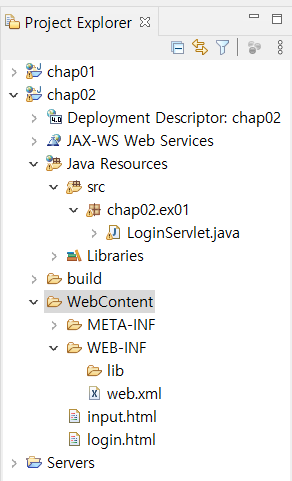 Project Explorer
chap01
chap02
Deployment Descriptor: chap02
JAX-WS Web Services
Java Resources
src
chap02.ex01
LoginServlet.java
Libraries
build
WebContent
META-INF
WEB-INF
lib
web.xml
input.html
login.html
Servers